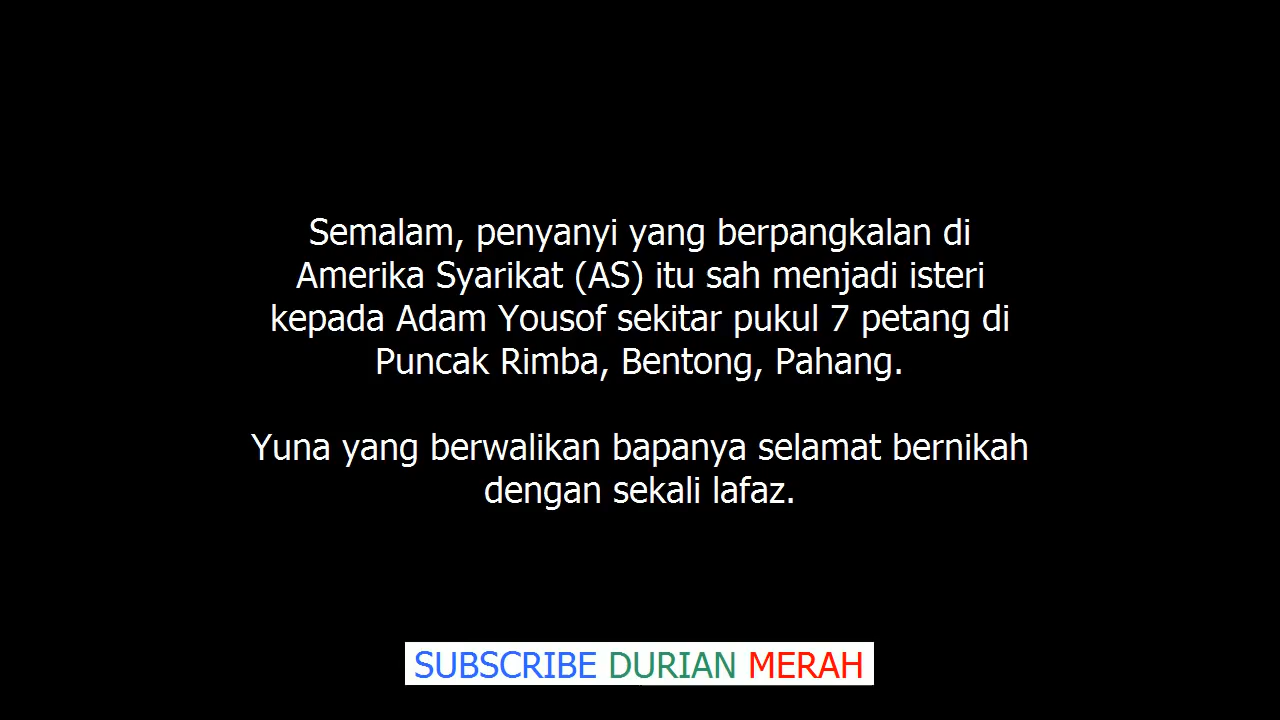 Semalam, penyanyi yang berpangkalan di
Amerika Syarikat (AS) itu sah menjadi isteri
kepada Adam Yousof sekitar pukul 7 petang di
Puncak Rimba, Bentong, Pahang.
Yuna yang berwalikan bapanya selamat bernikah
dengan sekali lafaz.
SUBSCRIBE DURIAN MERAH